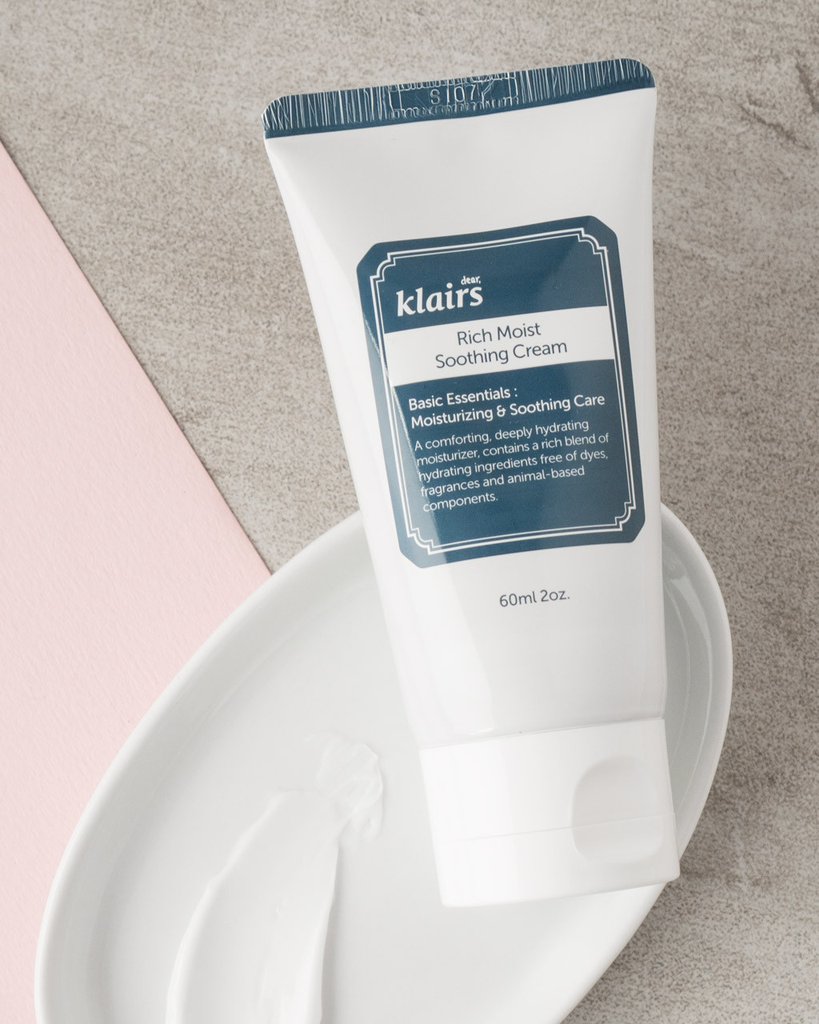 dear,
klairs
Rich Moist
Soothing Cream
Basic Essentials :
Moisturizing & Soothing Care
A comforting, deeply hydrating
moisturizer, contains a rich blend of
hydrating ingredients free of dyes,
fragrances and animal-based
components.
60ml 2oz.